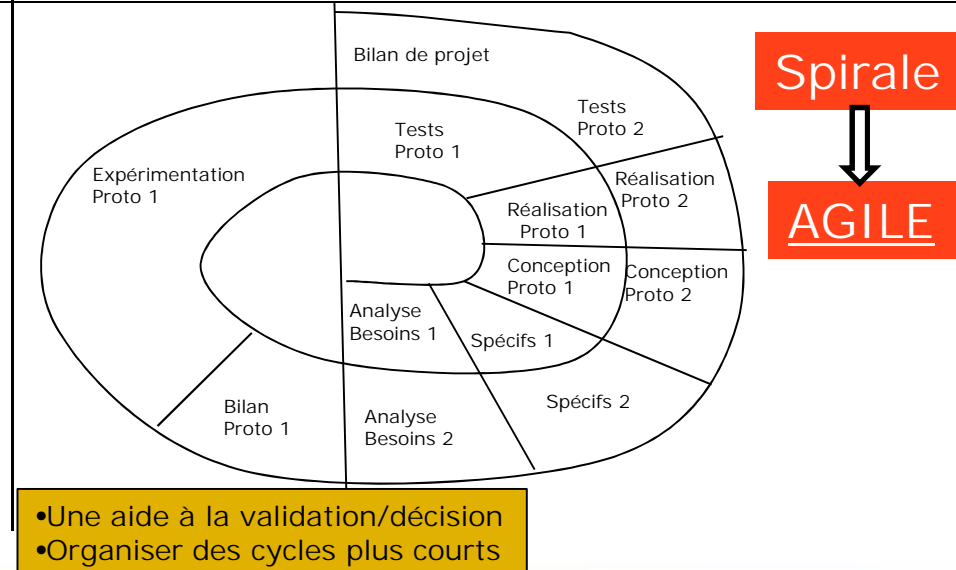 Bilan de projet
Spirale
Tests
Proto 2
Tests
Proto 1
Expérimentation
Proto 1
Réalisation
Proto 2
Réalisation
Proto 1
AGILE
Conception
Proto 1
Conception
Proto 2
Analyse
Besoins 1
Spécifs 1
Spécifs 2
Bilan
Proto 1
Analyse
Besoins 2
•Une aide à la validation/décision
•Organiser des cycles plus courts